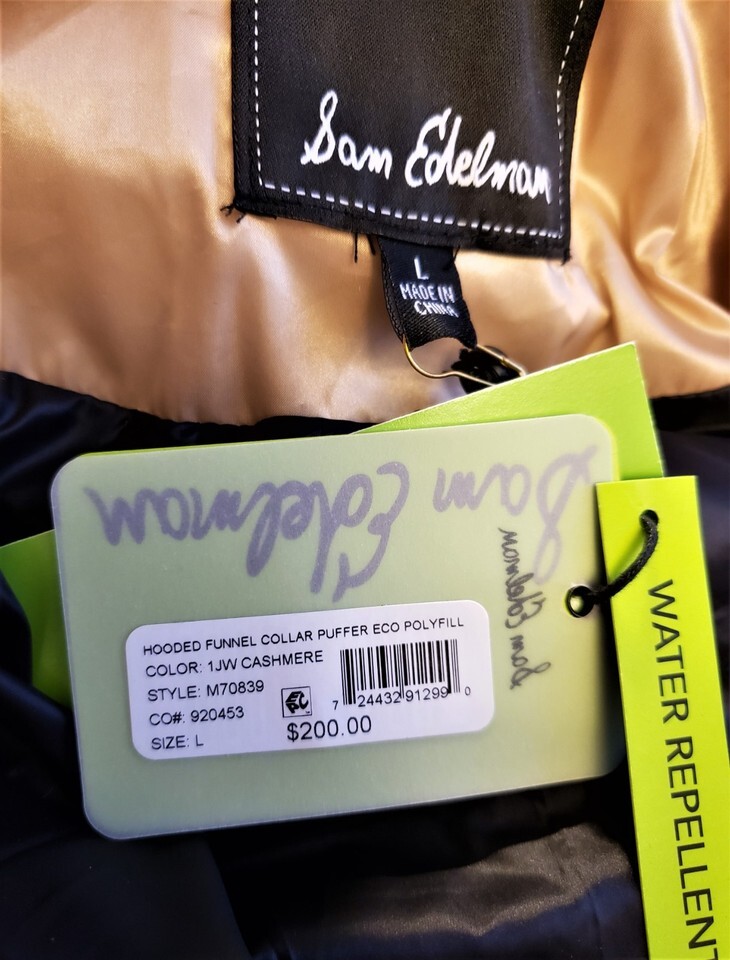 Sam Edelman
L
MADE IN
CHINA
Sam Edelman
Sam Edelman
HOODED FUNNEL COLLAR PUFFER ECO POLYFILL
COLOR: 1JW CASHMERE
STYLE: M70839
CO#: 920453
SIZE: L
7 24432 91299 0
$200.00
WATER REPELLENT